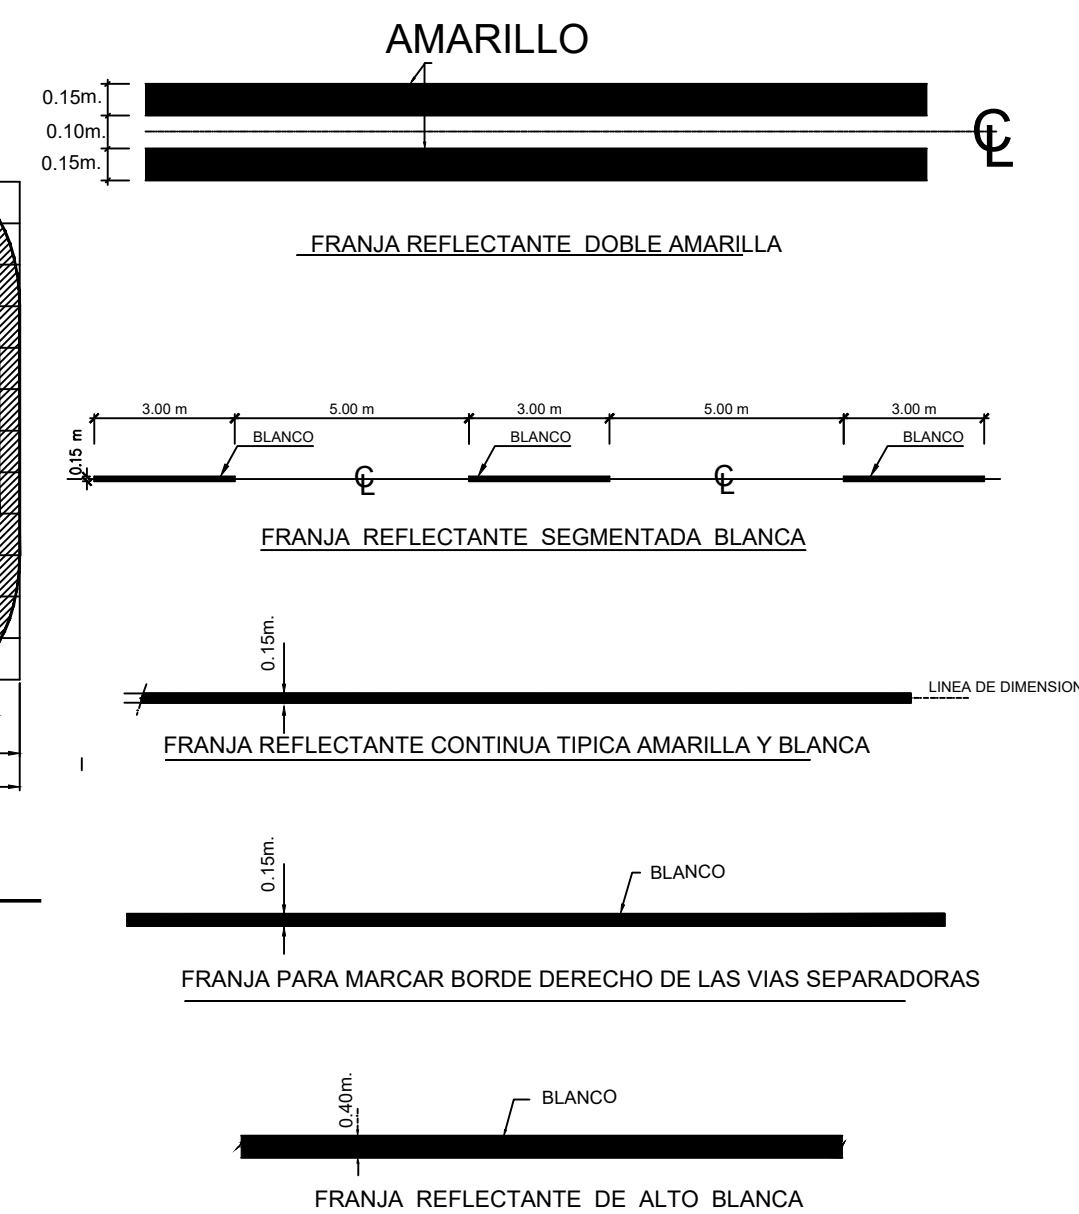 AMARILLO
0.15m.
0.10m.
0.15m.
℄
FRANJA REFLECTANTE DOBLE AMARILLA
3.00 m 5.00 m 3.00 m 5.00 m 3.00 m
BLANCO BLANCO BLANCO
0.15 m
℄ ℄
FRANJA REFLECTANTE SEGMENTADA BLANCA
0.15m.
LINEA DE DIMENSION
FRANJA REFLECTANTE CONTINUA TIPICA AMARILLA Y BLANCA
0.15m.
BLANCO
FRANJA PARA MARCAR BORDE DERECHO DE LAS VIAS SEPARADORAS
0.40m.
BLANCO
FRANJA REFLECTANTE DE ALTO BLANCA